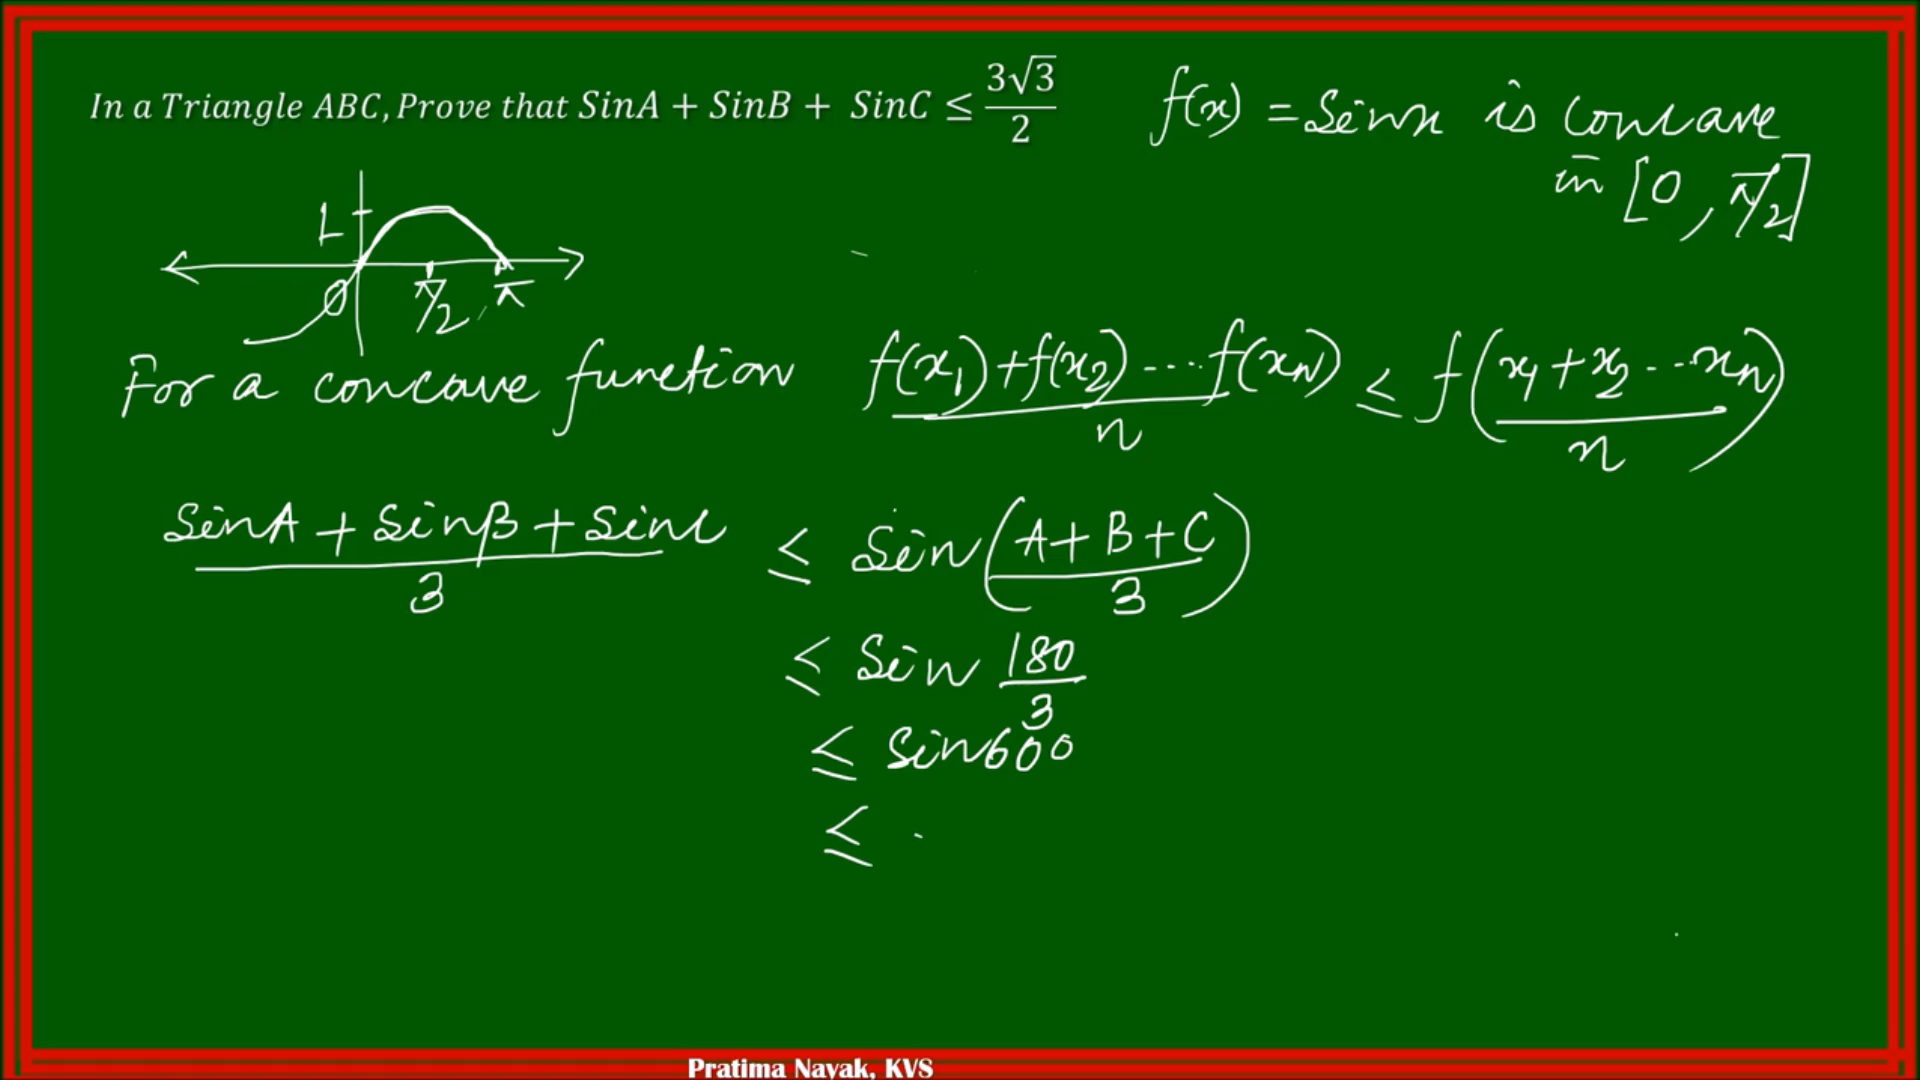 In a Triangle ABC, Prove that SinA + SinB + SinC ≤ 3√3/2
f(x) = Sinx is concave
in [0, π/2]
1
0 π/2 π
For a concave function (f(x₁)+f(x₂)....f(xn))/n ≤ f((x₁+x₂...xn)/n)
(SinA + SinB + SinC)/3 ≤ Sin((A+B+C)/3)
≤ Sin 180/3
≤ Sin60°
≤
Pratima Nayak, KVS